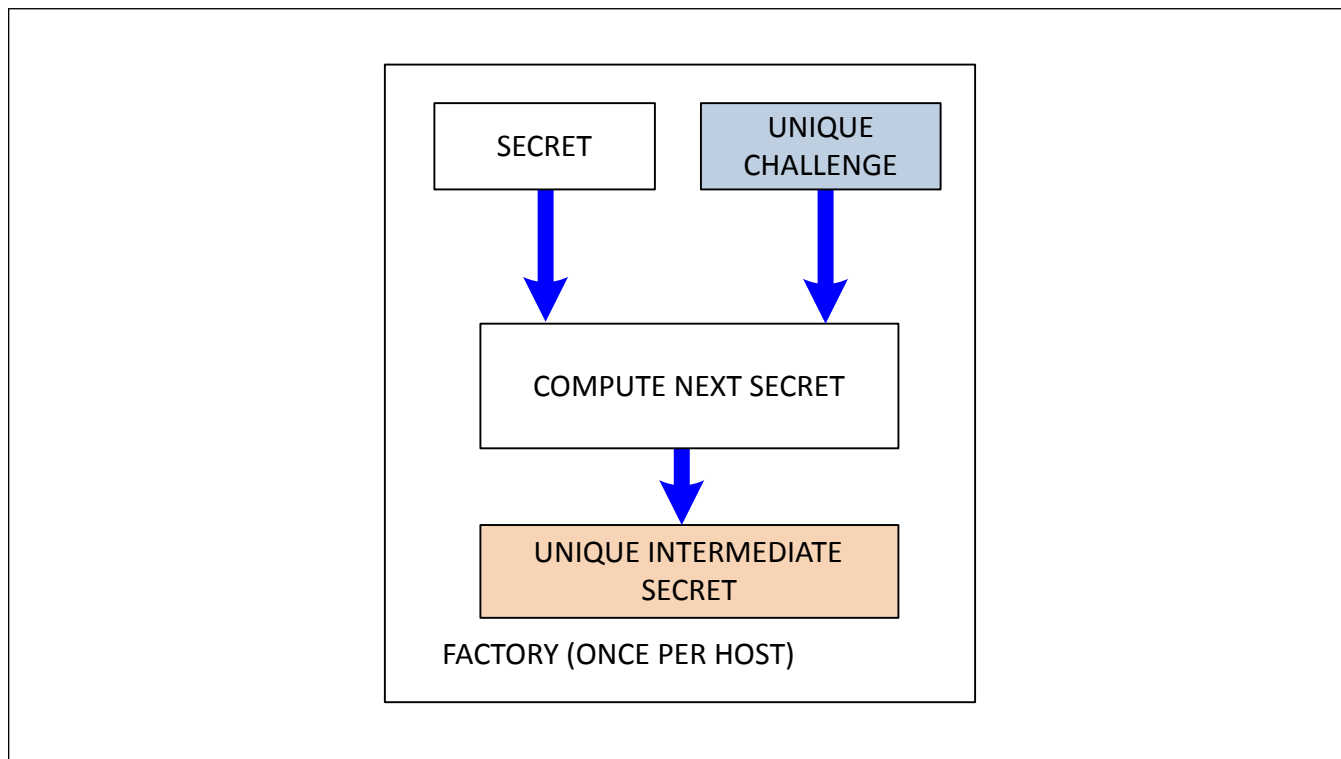 SECRET
UNIQUE
CHALLENGE
COMPUTE NEXT SECRET
UNIQUE INTERMEDIATE
SECRET
FACTORY (ONCE PER HOST)